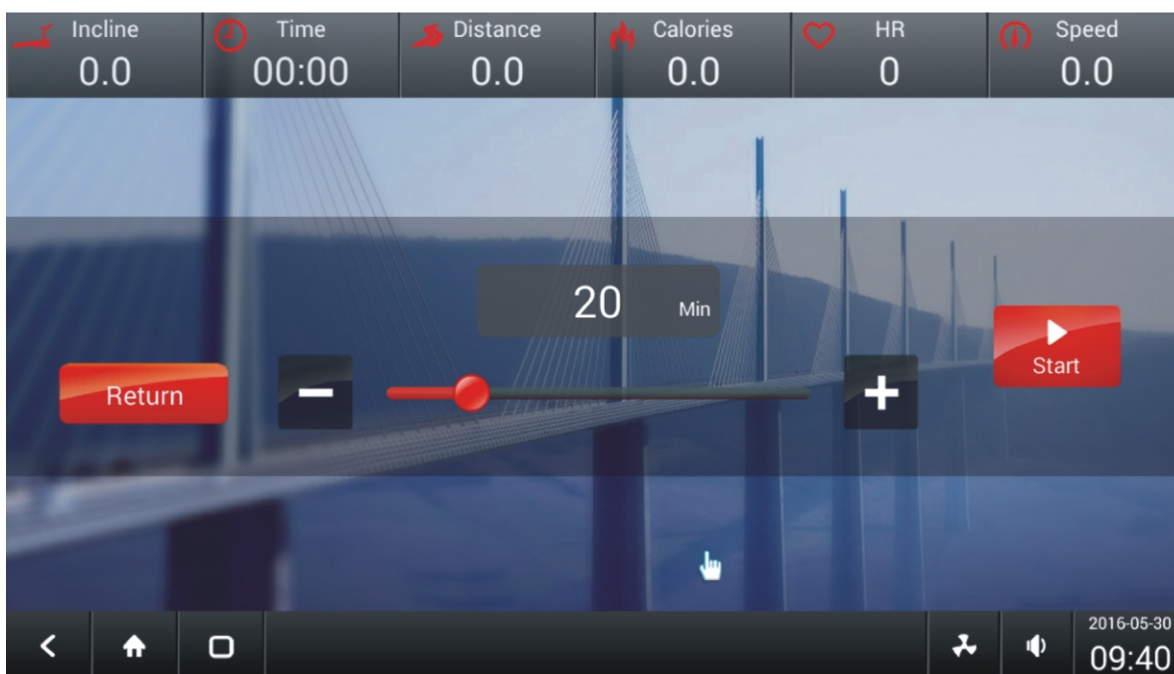 Incline Time Distance Calories HR Speed
0.0 00:00 0.0 0.0 0 0.0
20 Min
Start
Return
2016-05-30
09:40